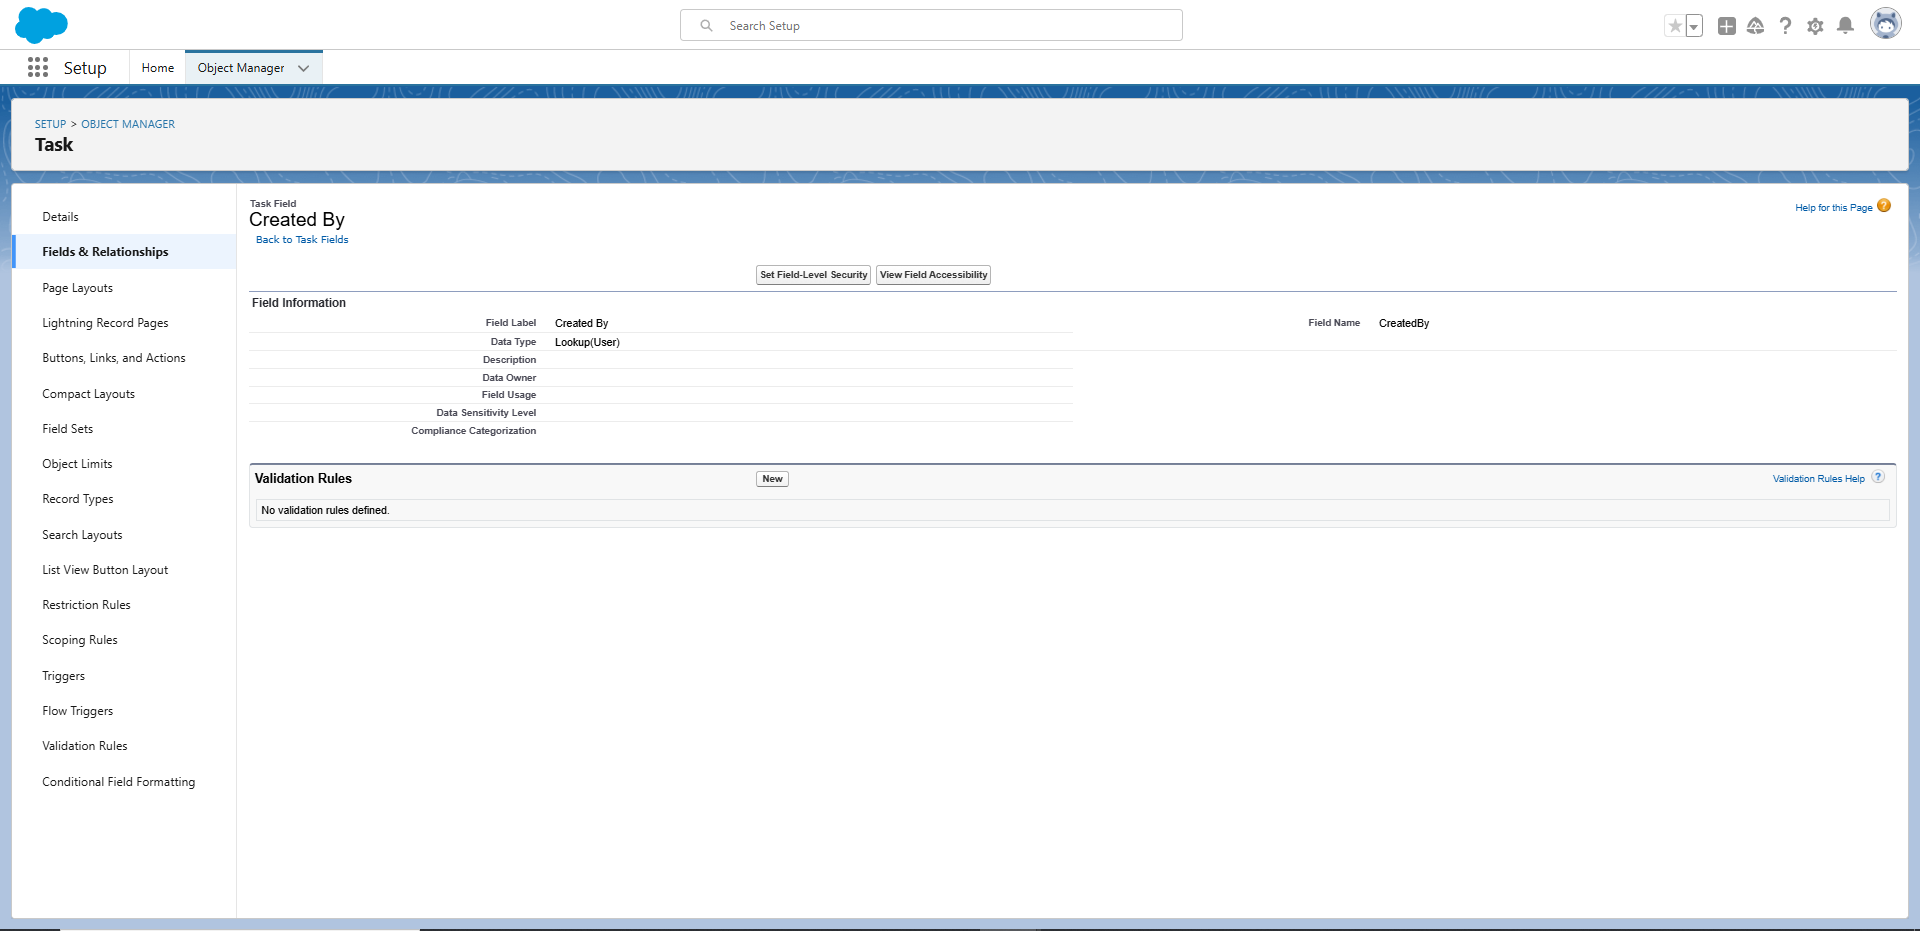 Search Setup
Setup
Home
Object Manager
SETUP > OBJECT MANAGER
Task
Details
Fields & Relationships
Page Layouts
Lightning Record Pages
Buttons, Links, and Actions
Compact Layouts
Field Sets
Object Limits
Record Types
Search Layouts
List View Button Layout
Restriction Rules
Scoping Rules
Triggers
Flow Triggers
Validation Rules
Conditional Field Formatting
Task Field
Created By
Back to Task Fields
Help for this Page ?
Set Field-Level Security View Field Accessibility
Field Information
Field Label Created By Field Name CreatedBy
Data Type Lookup(User)
Description
Data Owner
Field Usage
Data Sensitivity Level
Compliance Categorization
Validation Rules New Validation Rules Help ?
No validation rules defined.